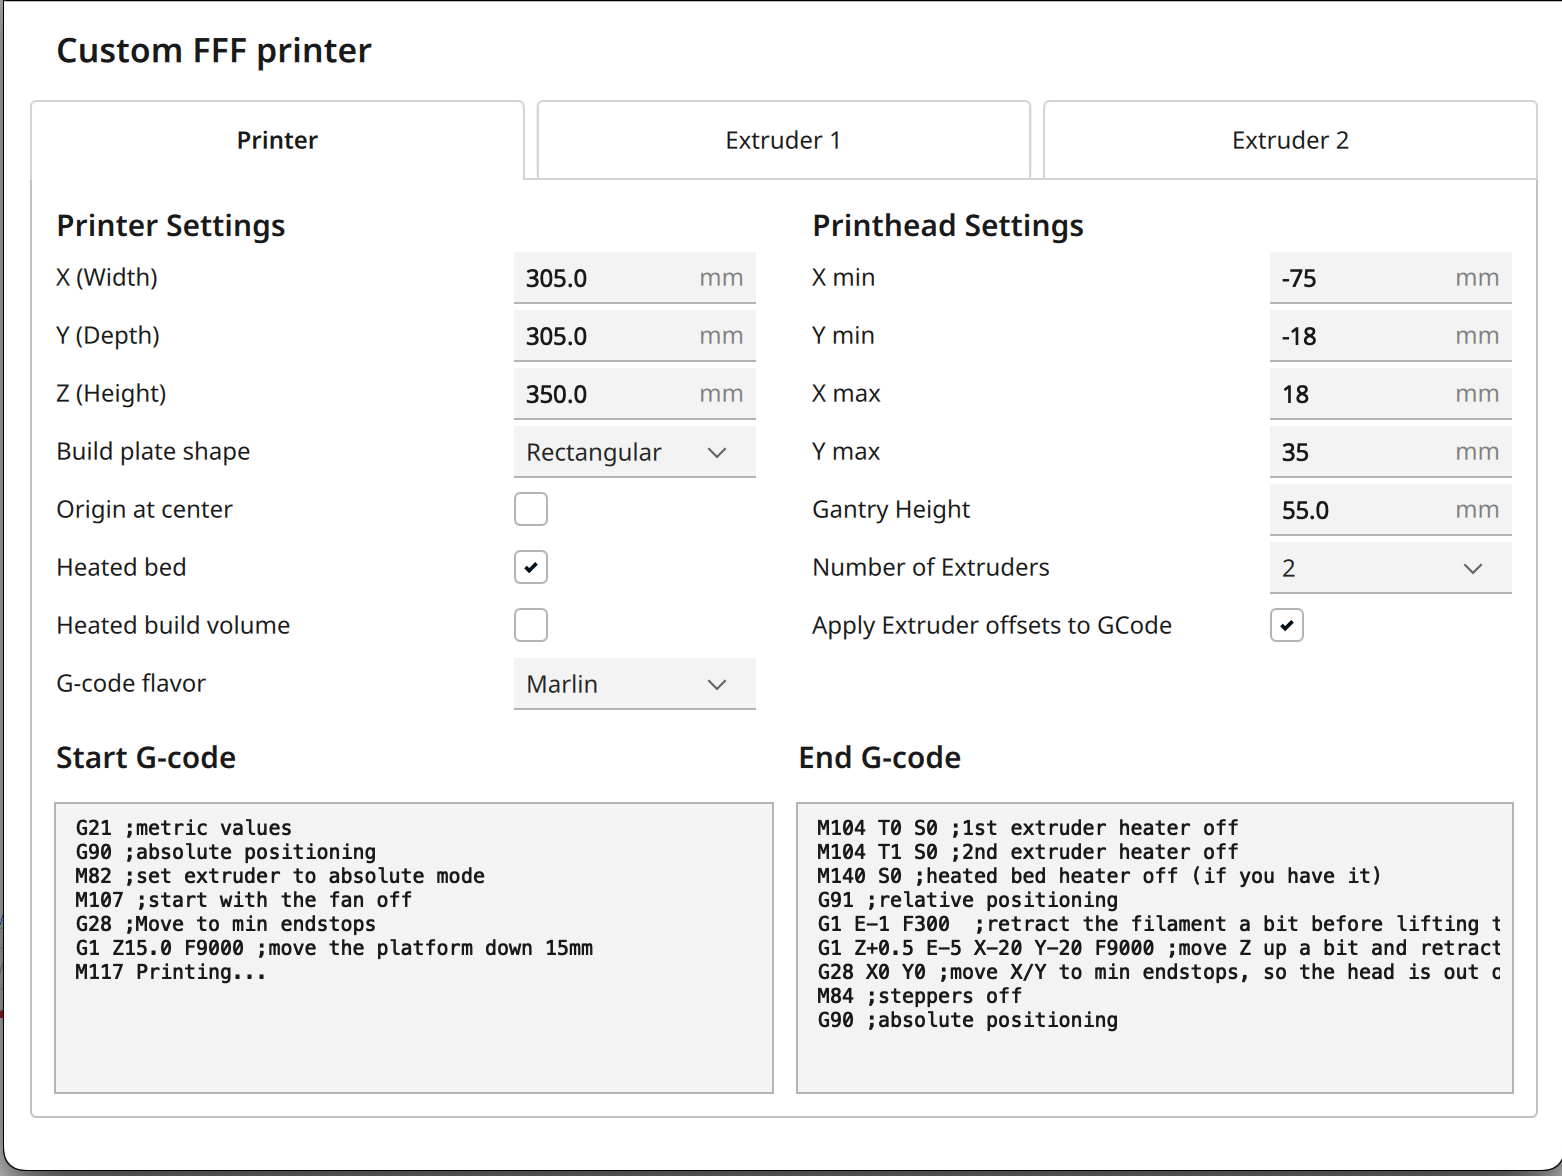 Custom FFF printer
Printer
Extruder 1
Extruder 2
Printer Settings
X (Width)
305.0 mm
Y (Depth)
305.0 mm
Z (Height)
350.0 mm
Build plate shape
Rectangular
Origin at center
Heated bed
Heated build volume
G-code flavor
Marlin
Printhead Settings
X min
-75 mm
Y min
-18 mm
X max
18 mm
Y max
35 mm
Gantry Height
55.0 mm
Number of Extruders
2
Apply Extruder offsets to GCode
Start G-code
G21 ;metric values
G90 ;absolute positioning
M82 ;set extruder to absolute mode
M107 ;start with the fan off
G28 ;Move to min endstops
G1 Z15.0 F9000 ;move the platform down 15mm
M117 Printing...
End G-code
M104 T0 S0 ;1st extruder heater off
M104 T1 S0 ;2nd extruder heater off
M140 S0 ;heated bed heater off (if you have it)
G91 ;relative positioning
G1 E-1 F300  ;retract the filament a bit before lifting t
G1 Z+0.5 E-5 X-20 Y-20 F9000 ;move Z up a bit and retract
G28 X0 Y0 ;move X/Y to min endstops, so the head is out
M84 ;steppers off
G90 ;absolute positioning